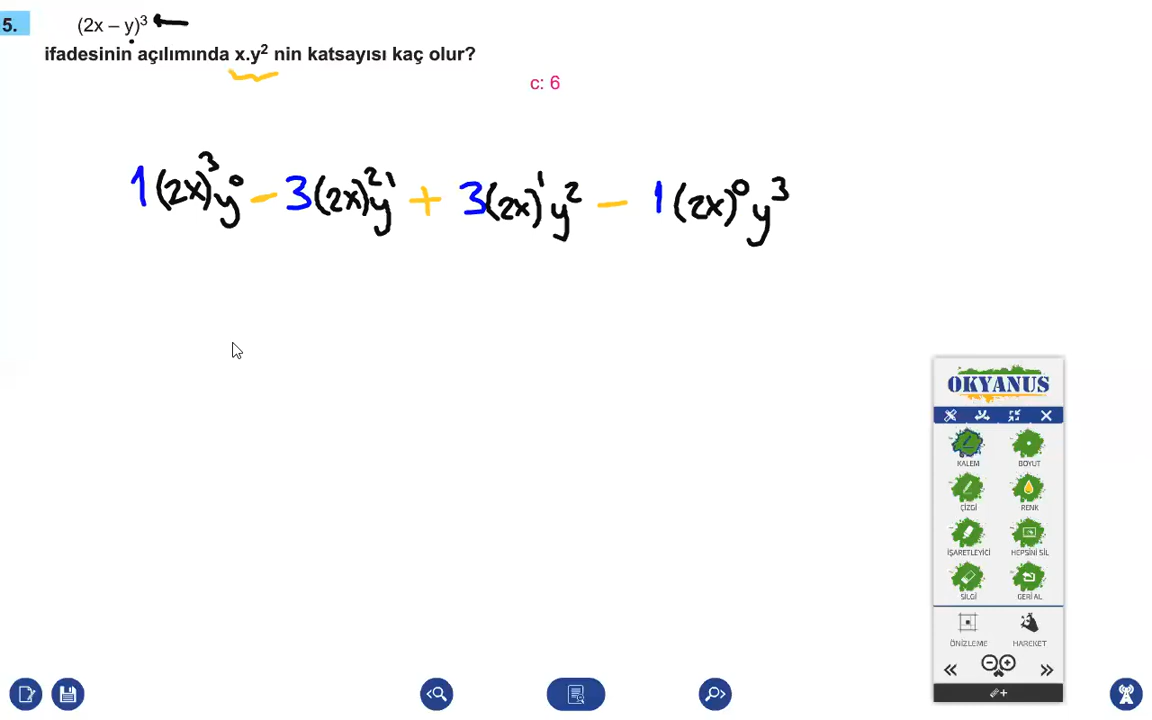 5. (2x – y)³
ifadesinin açılımında x.y² nin katsayısı kaç olur?
c: 6
1(2x)³y⁰ − 3(2x)²y¹ + 3(2x)¹y² − 1(2x)⁰y³
OKYANUS
KALEM BOYUT
ÇİZGİ RENK
İŞARETLEYİCİ HEPSİNİ SİL
SİLGİ GERİ AL
ÖNİZLEME HAREKET